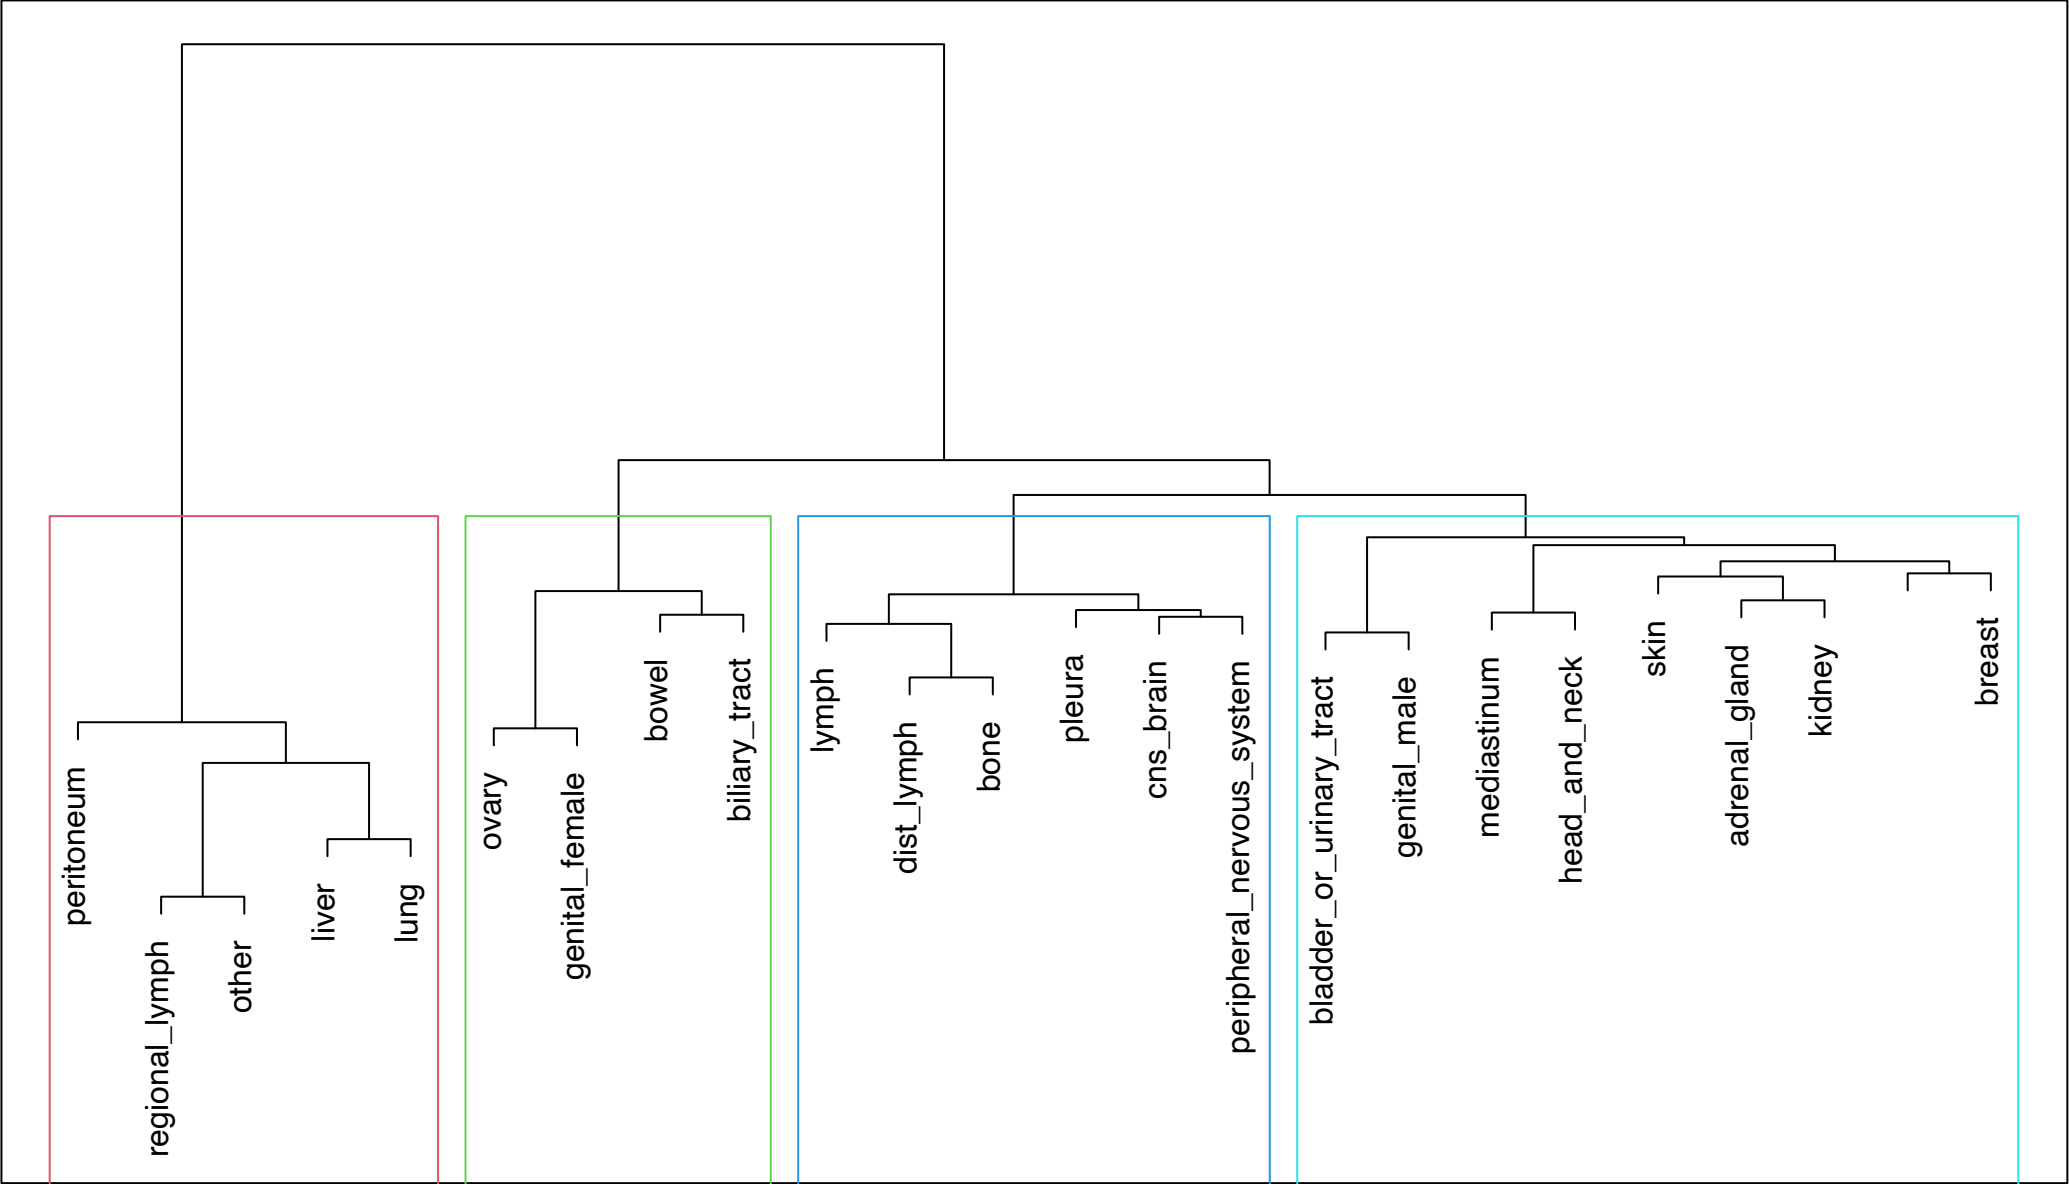 peritoneum
regional_lymph
other
liver
lung
ovary
genital_female
bowel
biliary_tract
lymph
dist_lymph
bone
pleura
cns_brain
peripheral_nervous_system
bladder_or_urinary_tract
genital_male
mediastinum
head_and_neck
skin
adrenal_gland
kidney
breast